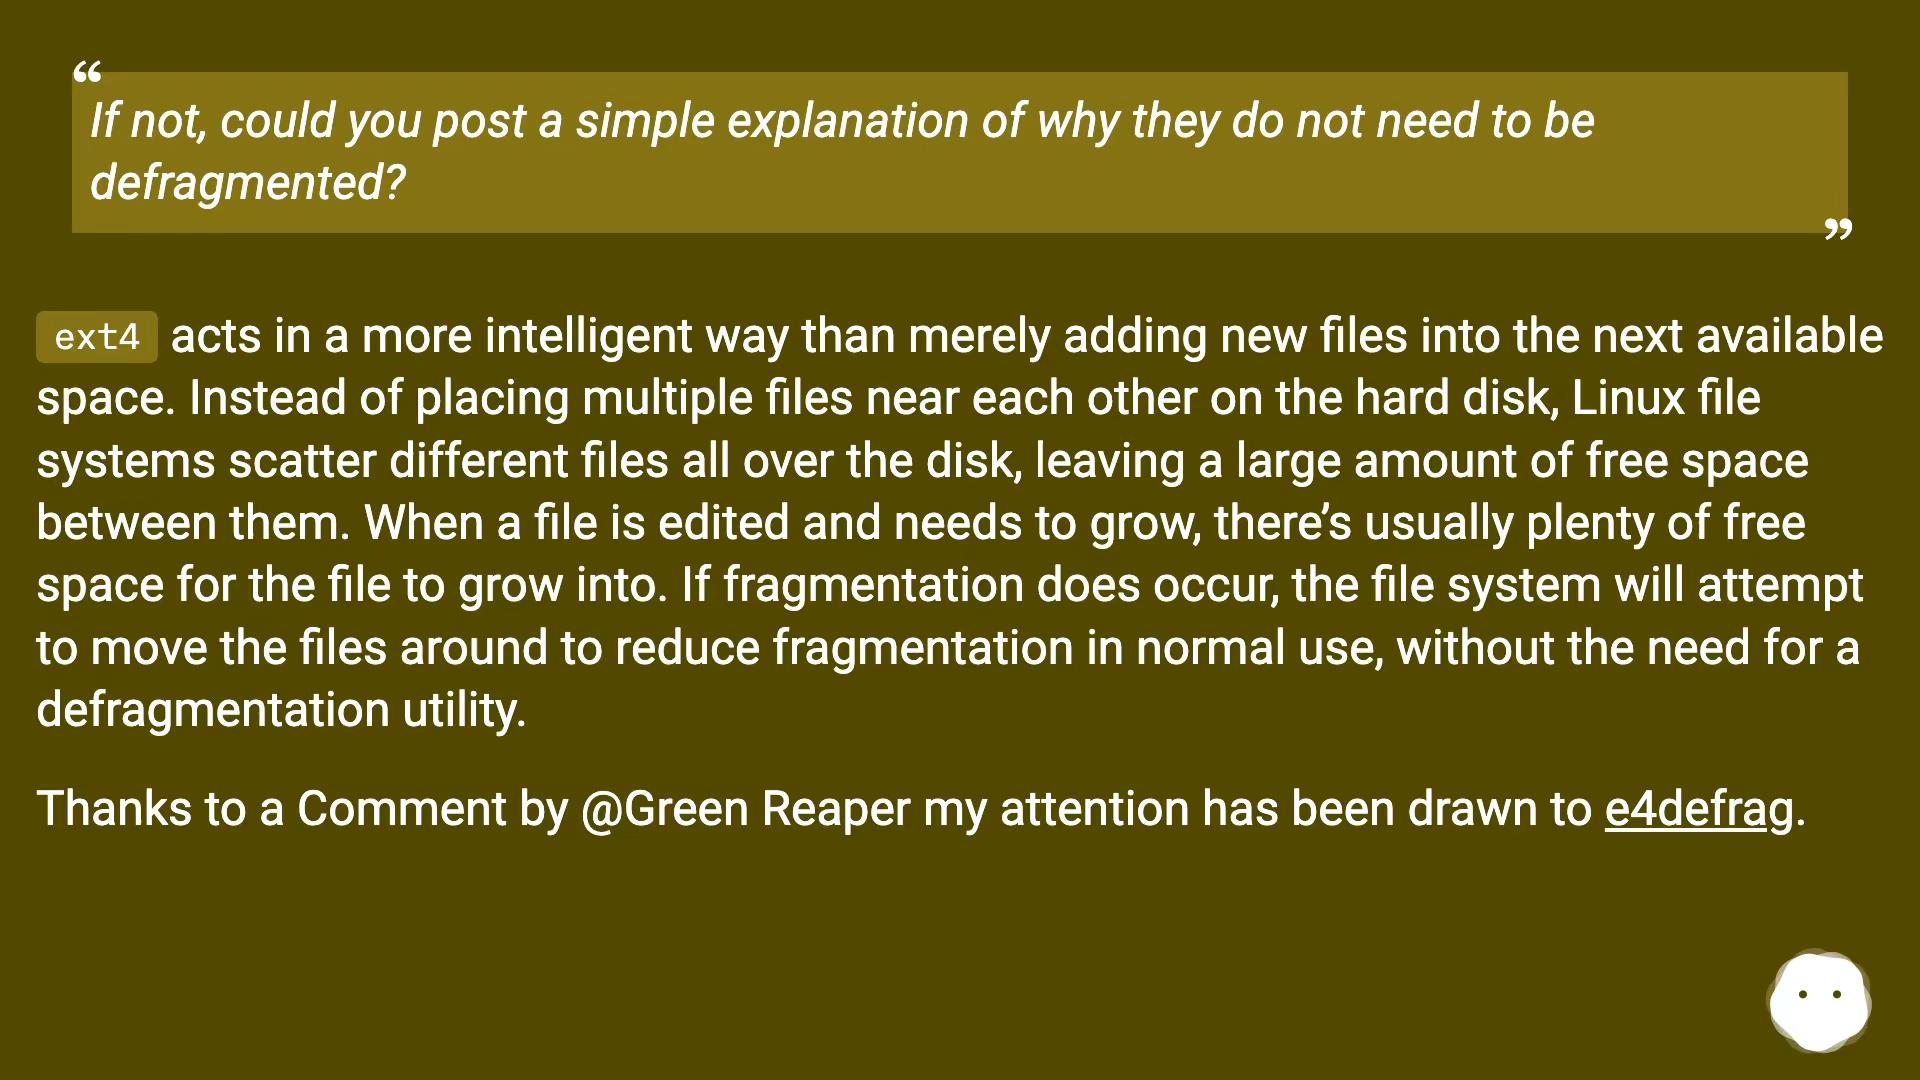 “
If not, could you post a simple explanation of why they do not need to be
defragmented?
”
ext4 acts in a more intelligent way than merely adding new files into the next available
space. Instead of placing multiple files near each other on the hard disk, Linux file
systems scatter different files all over the disk, leaving a large amount of free space
between them. When a file is edited and needs to grow, there’s usually plenty of free
space for the file to grow into. If fragmentation does occur, the file system will attempt
to move the files around to reduce fragmentation in normal use, without the need for a
defragmentation utility.
Thanks to a Comment by @Green Reaper my attention has been drawn to e4defrag.